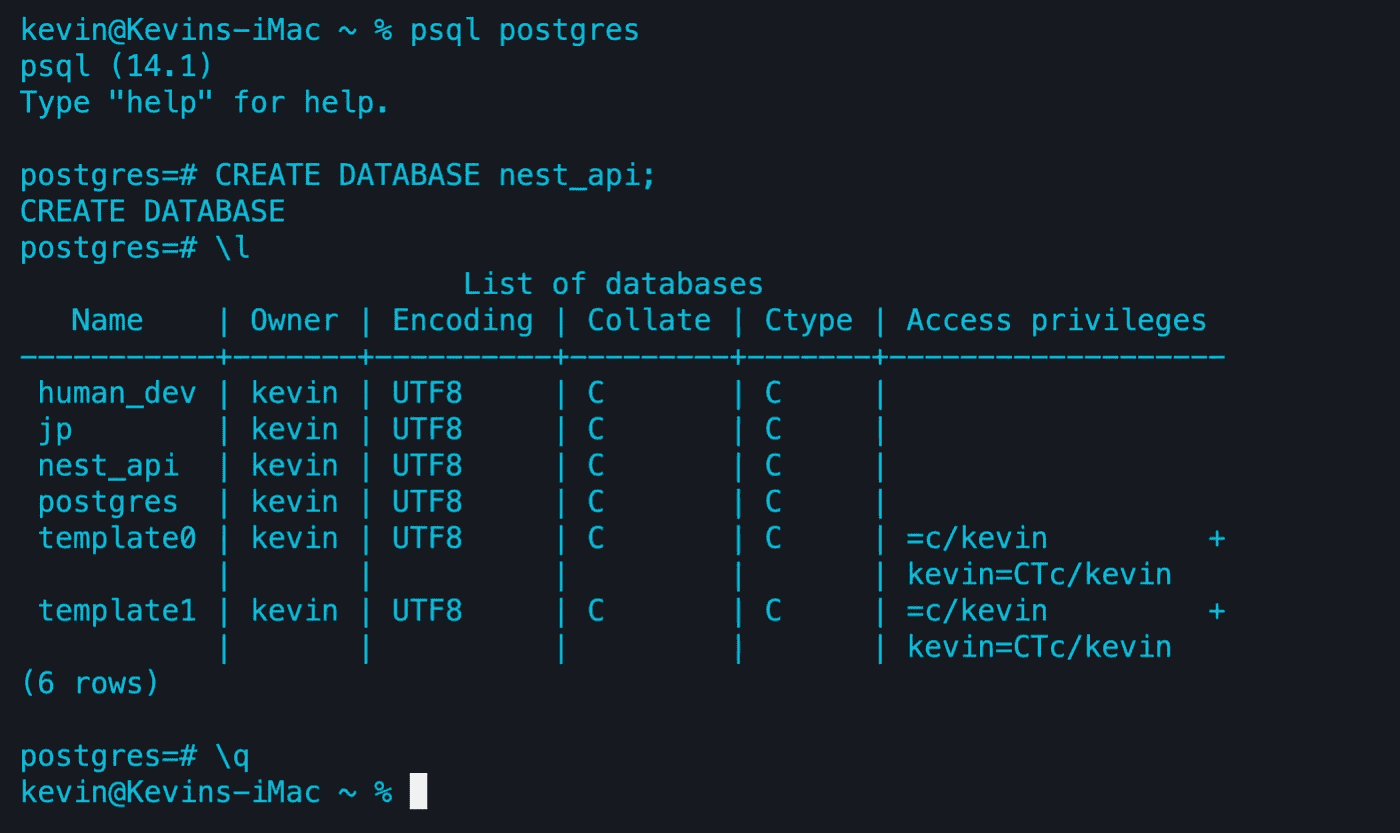 kevin@Kevins-iMac ~ % psql postgres
psql (14.1)
Type "help" for help.

postgres=# CREATE DATABASE nest_api;
CREATE DATABASE
postgres=# \l
                         List of databases
   Name    | Owner | Encoding | Collate | Ctype | Access privileges
-----------+-------+----------+---------+-------+-------------------
 human_dev | kevin | UTF8     | C       | C     |
 jp        | kevin | UTF8     | C       | C     |
 nest_api  | kevin | UTF8     | C       | C     |
 postgres  | kevin | UTF8     | C       | C     |
 template0 | kevin | UTF8     | C       | C     | =c/kevin         +
           |       |          |         |       | kevin=CTc/kevin
 template1 | kevin | UTF8     | C       | C     | =c/kevin         +
           |       |          |         |       | kevin=CTc/kevin
(6 rows)

postgres=# \q
kevin@Kevins-iMac ~ %